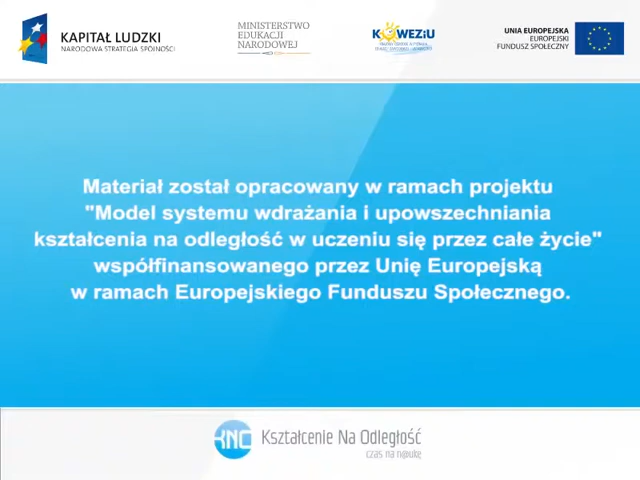 KAPITAŁ LUDZKI
NARODOWA STRATEGIA SPÓJNOŚCI
MINISTERSTWO
EDUKACJI
NARODOWEJ
KOWEZiU
UNIA EUROPEJSKA
EUROPEJSKI
FUNDUSZ SPOŁECZNY
Materiał został opracowany w ramach projektu
"Model systemu wdrażania i upowszechniania
kształcenia na odległość w uczeniu się przez całe życie"
współfinansowanego przez Unię Europejską
w ramach Europejskiego Funduszu Społecznego.
KNO Kształcenie Na Odległość
czas na naukę